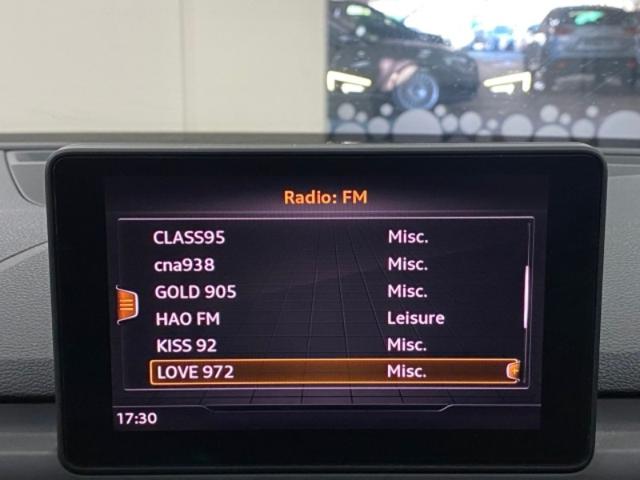 Radio: FM
CLASS95 Misc.
cna938 Misc.
GOLD 905 Misc.
HAO FM Leisure
KISS 92 Misc.
LOVE 972 Misc.
17:30